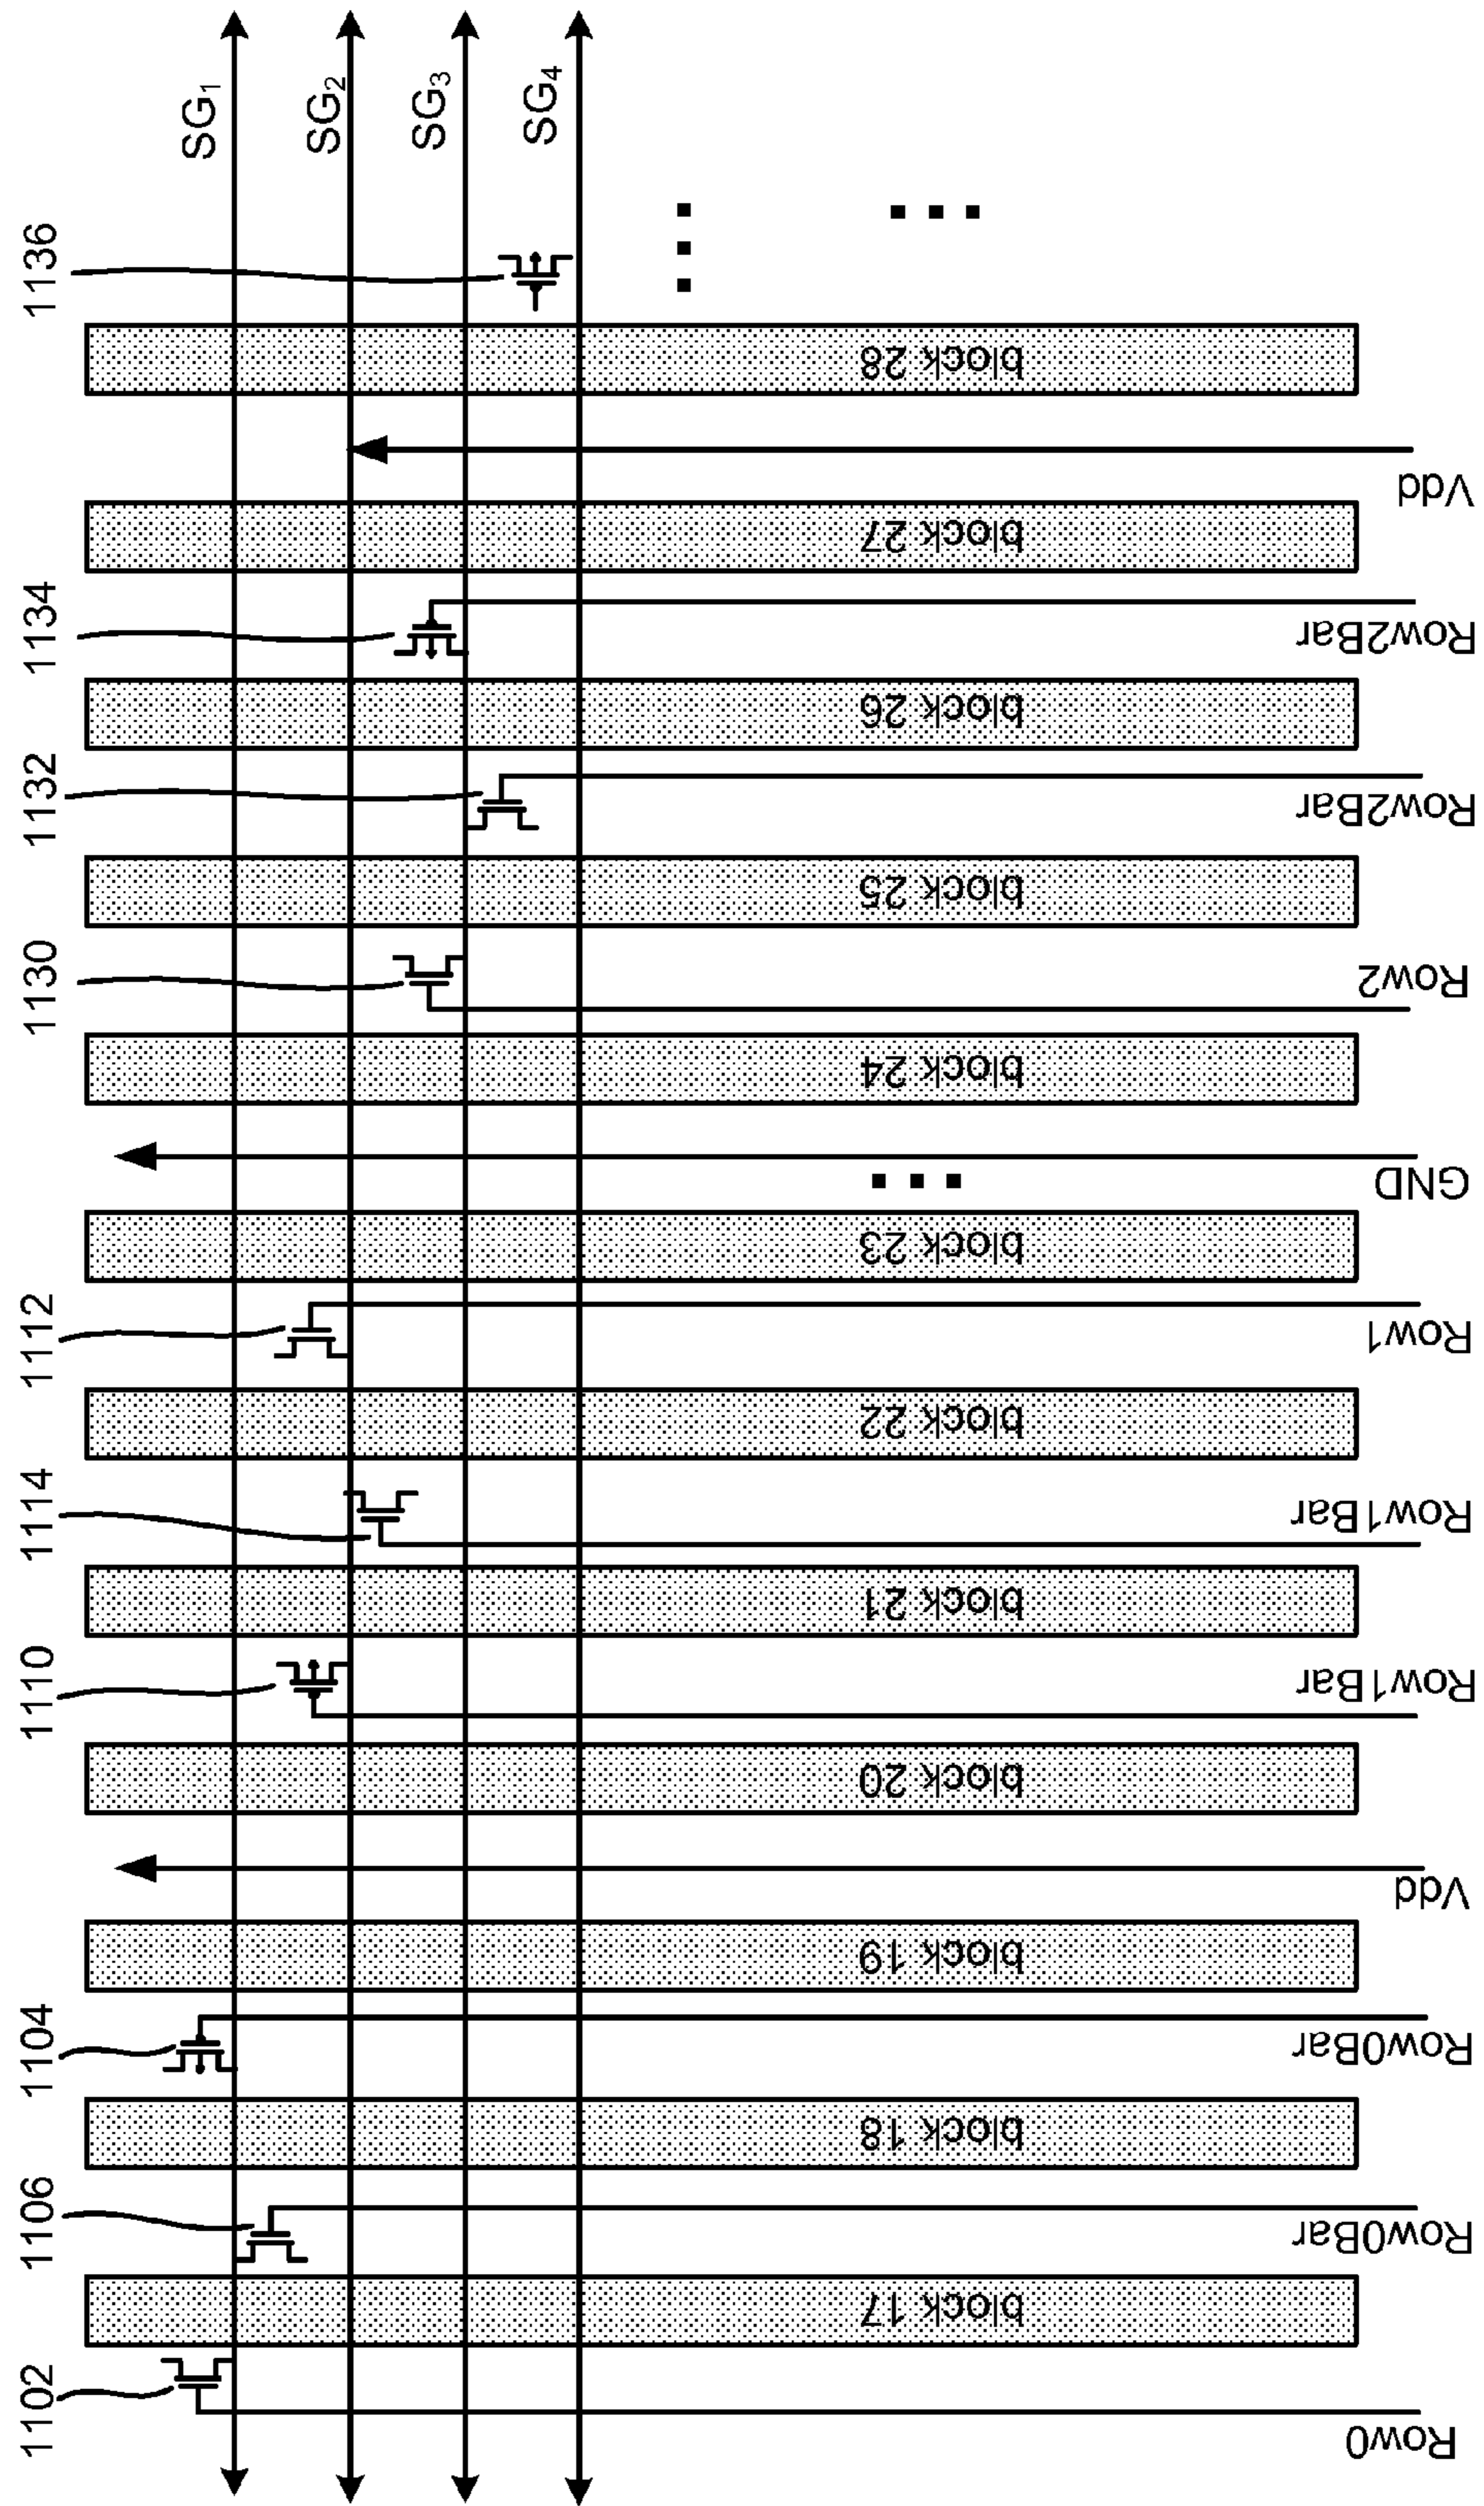 SG1
SG2
SG3
SG4
1136
block 28
Vdd
block 27
1134
Row2Bar
block 26
1132
Row2Bar
block 25
1130
Row2
block 24
GND
block 23
1112
Row1
block 22
1114
Row1Bar
block 21
1110
Row1Bar
block 20
Vdd
block 19
1104
Row0Bar
block 18
1106
Row0Bar
block 17
1102
Row0